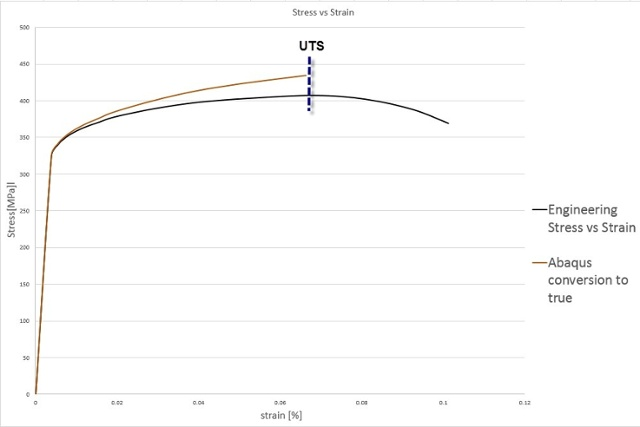 Stress vs Strain
UTS
500
450
400
350
300
250
200
150
100
50
0
Stress[MPa]l
0
0.02
0.04
0.06
0.08
0.1
0.12
strain [%]
Engineering
Stress vs Strain
Abaqus
conversion to
true